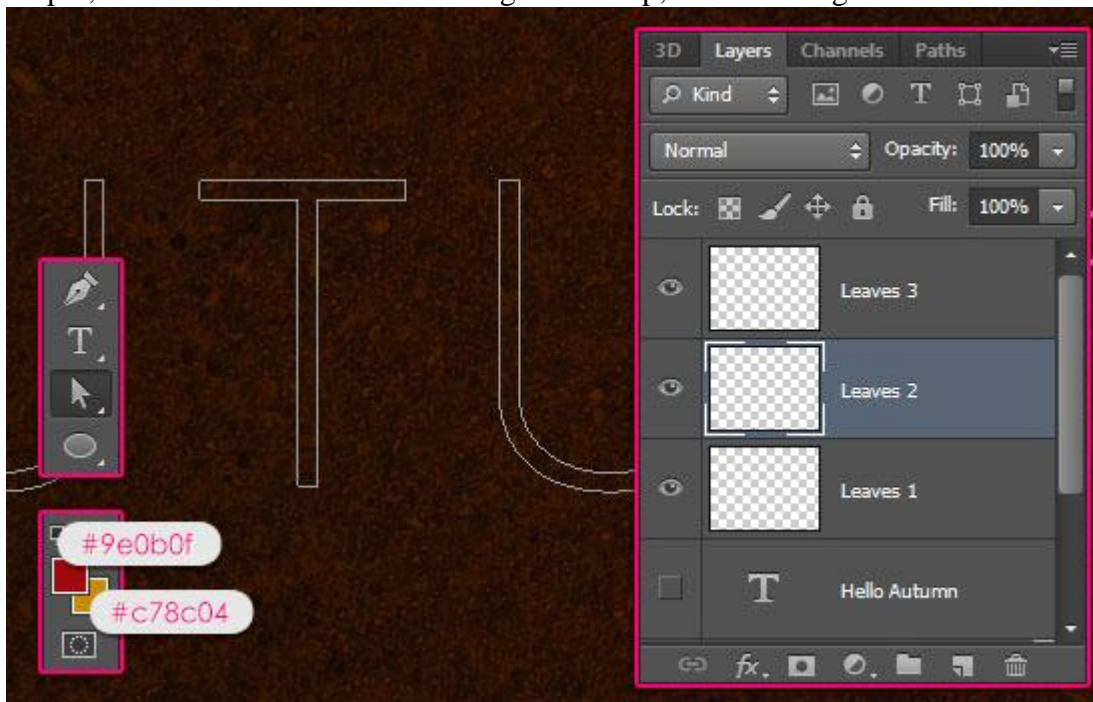 3D Layers Channels Paths
Kind T
Normal Opacity: 100%
Lock: Fill: 100%
Leaves 3
Leaves 2
Leaves 1
T Hello Autumn
fx
T U
T
#9e0b0f
#c78c04